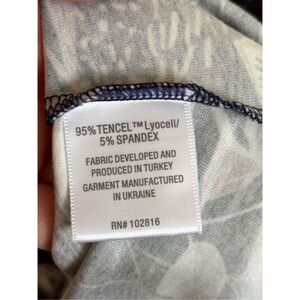 95% TENCEL™ Lyocell/
5% SPANDEX
FABRIC DEVELOPED AND
PRODUCED IN TURKEY
GARMENT MANUFACTURED
IN UKRAINE
RN# 102816